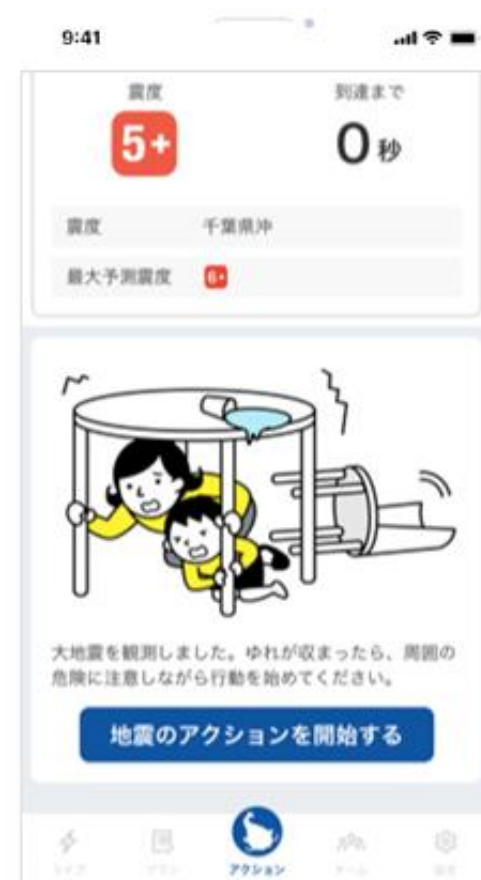 9:41
震度 到達まで
5+ 0 秒
震度 千葉県沖
最大予測震度 6+
大地震を観測しました。ゆれが収まったら、周囲の
危険に注意しながら行動を始めてください。
地震のアクションを開始する
アクション